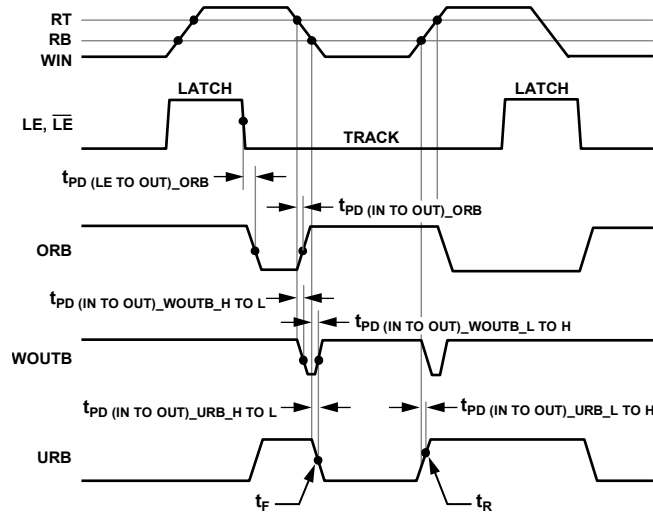 RT
RB
WIN
LATCH
LATCH
LE, L̅E̅
TRACK
tPD (LE TO OUT)_ORB
tPD (IN TO OUT)_ORB
ORB
tPD (IN TO OUT)_WOUTB_H TO L
tPD (IN TO OUT)_WOUTB_L TO H
WOUTB
tPD (IN TO OUT)_URB_H TO L
tPD (IN TO OUT)_URB_L TO H
URB
tF
tR